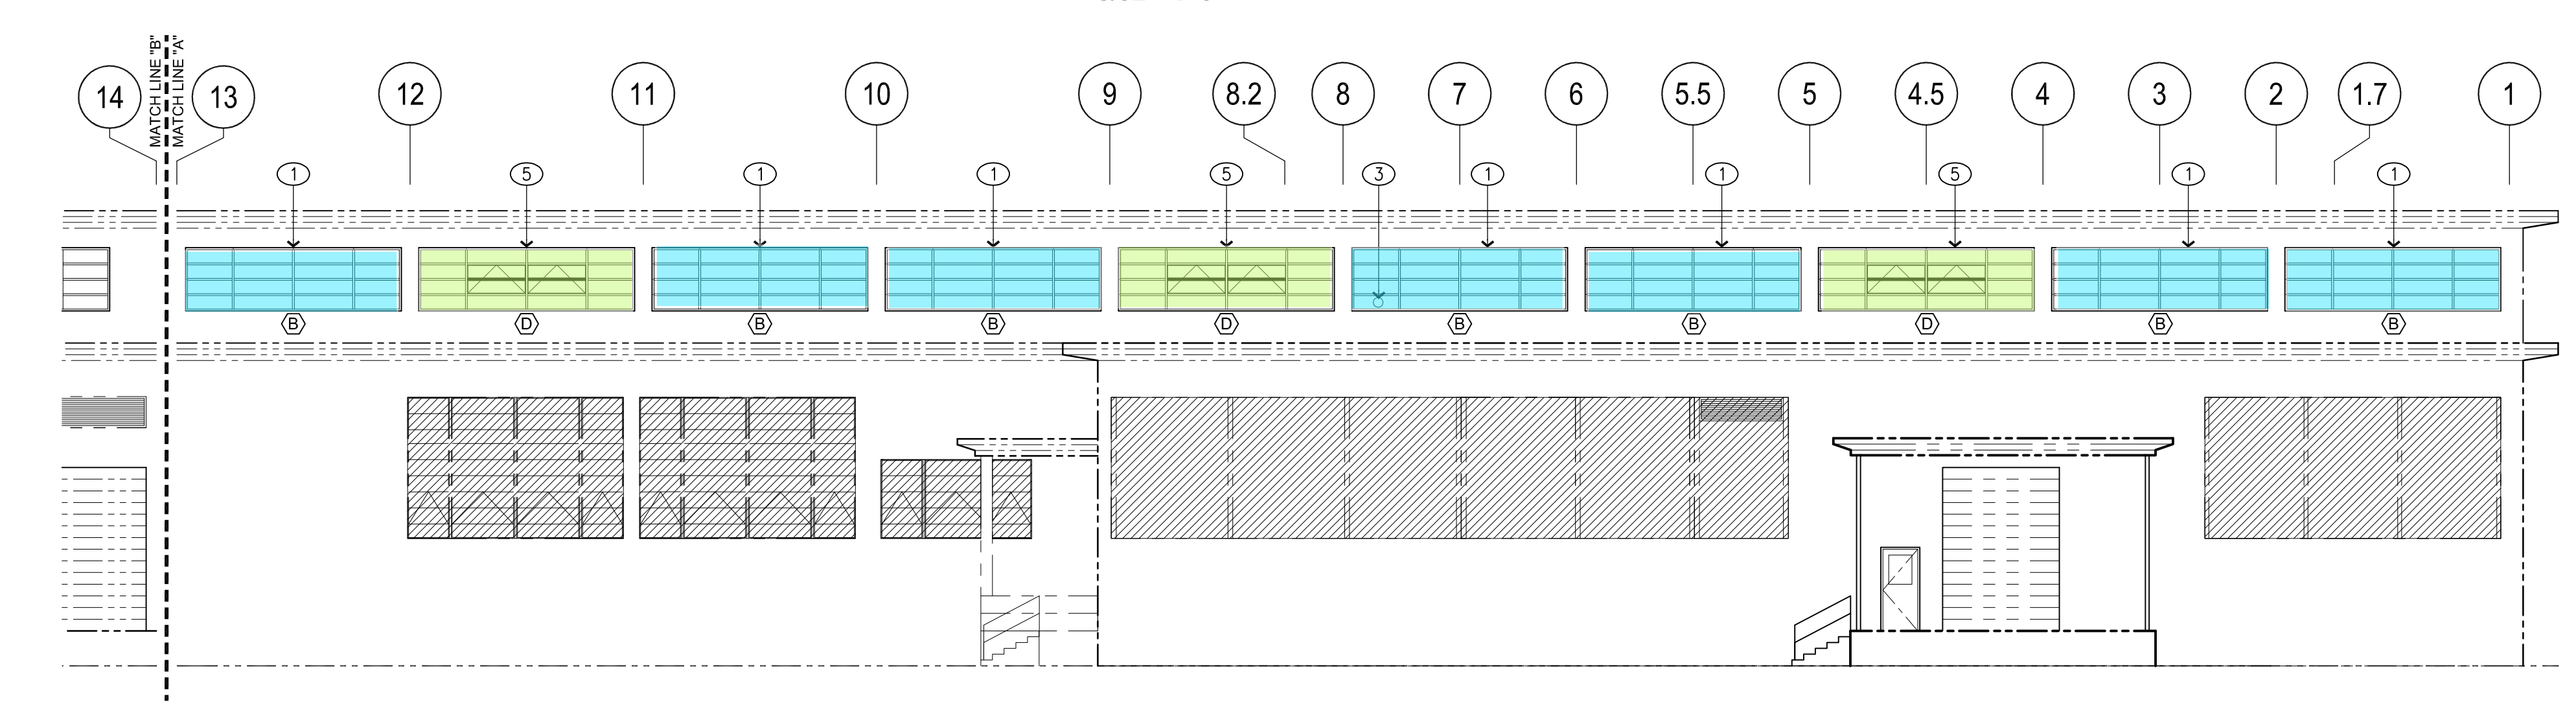 MATCH LINE "B"
MATCH LINE "A"
14 13 12 11 10 9 8.2 8 7 6 5.5 5 4.5 4 3 2 1.7 1
1 5 1 1 5 3 1 1 5 1 1
B D B B D B B D B B